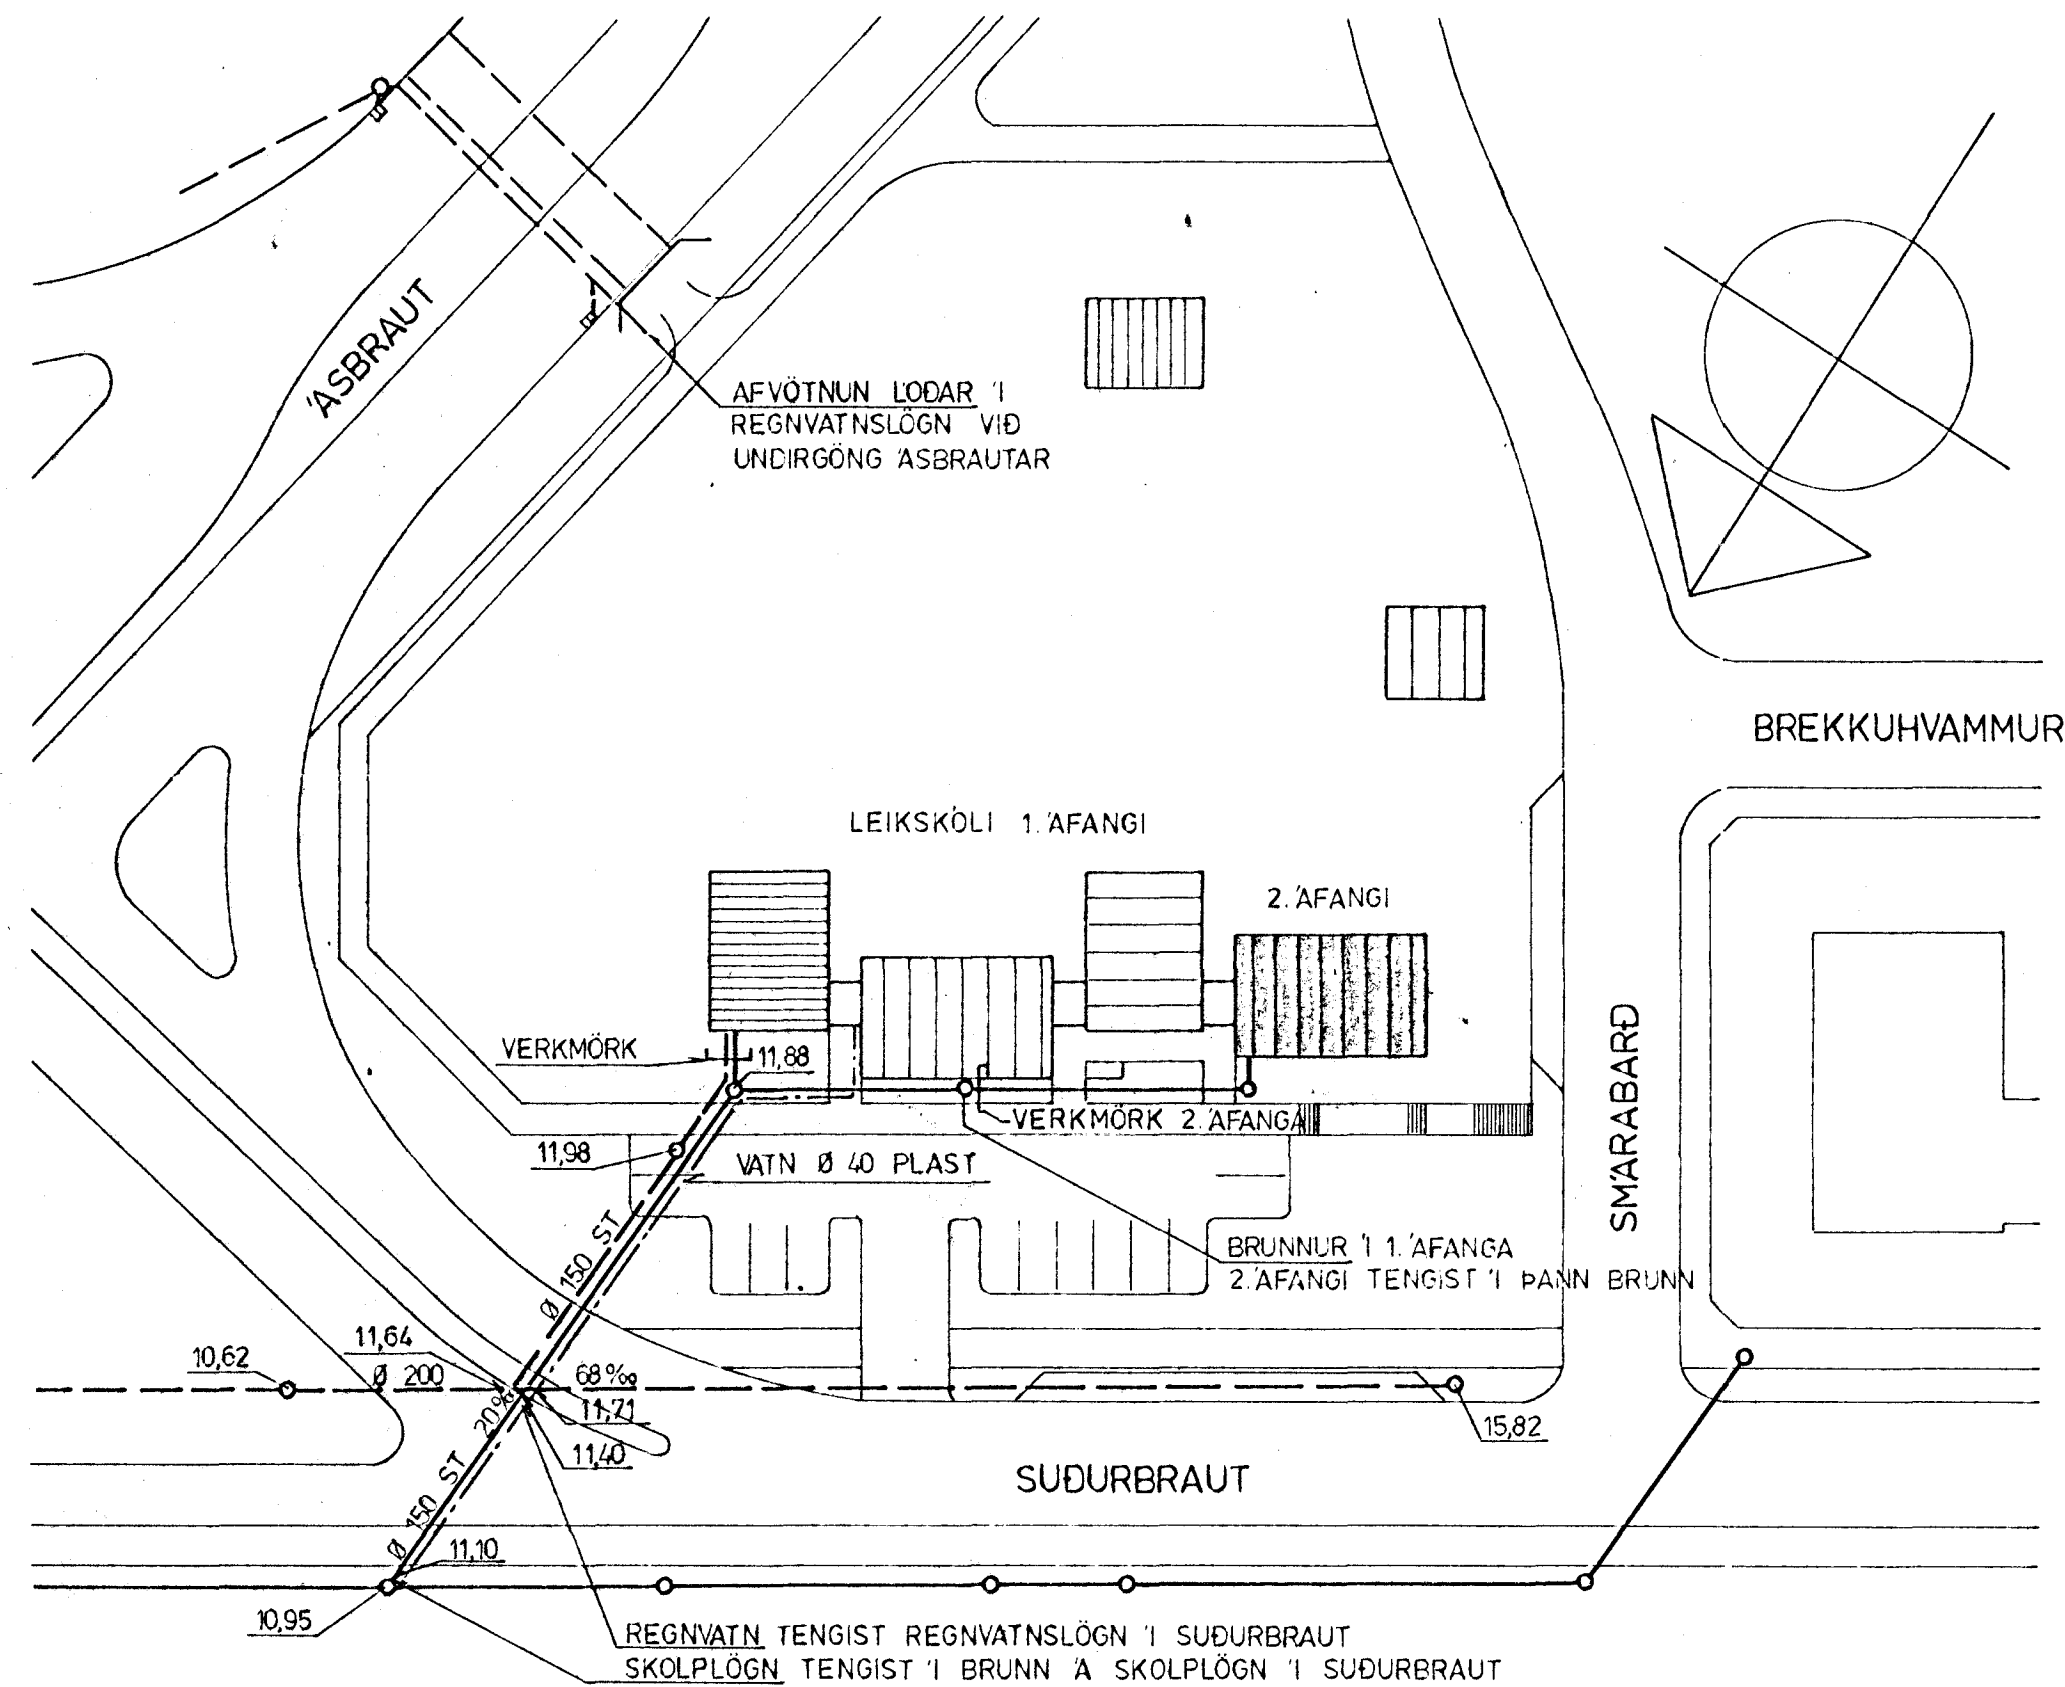 ÁSBRAUT
AFVÖTNUN LÓÐAR Í
REGNVATNSLÖGN VIÐ
UNDIRGÖNG ÁSBRAUTAR
BREKKUHVAMMUR
LEIKSKÓLI 1. ÁFANGI
2. ÁFANGI
VERKMÖRK
11,88
SMÁRABARÐ
VERKMÖRK 2. ÁFANGA
11,98
VATN Ø 40 PLAST
Ø 150 ST
BRUNNUR Í 1. ÁFANGA
2. ÁFANGI TENGIST Í ÞANN BRUNN
11,64
10,62
Ø 200
68‰
11,71
20‰
11,40
15,82
SUÐURBRAUT
Ø 150 ST
11,10
10,95
REGNVATN TENGIST REGNVATNSLÖGN Í SUÐURBRAUT
SKOLPLÖGN TENGIST Í BRUNN Á SKOLPLÖGN Í SUÐURBRAUT